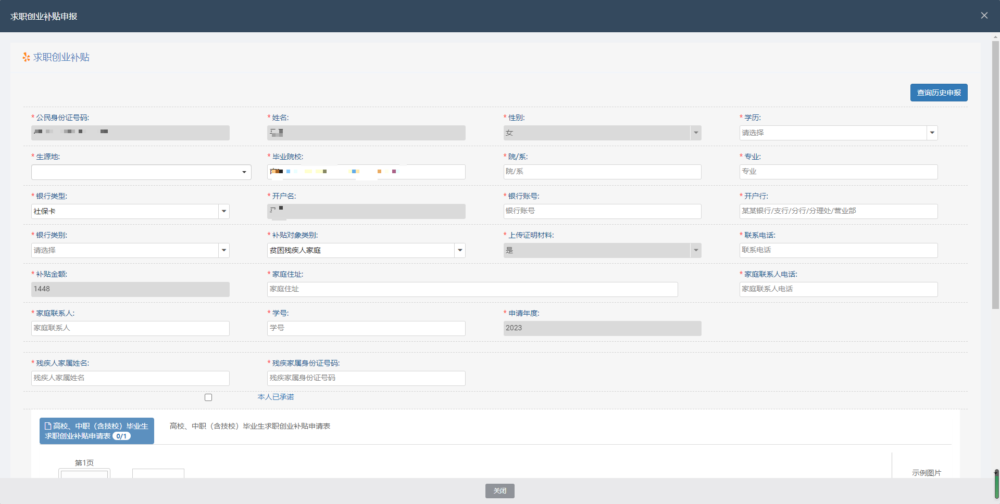 求职创业补贴申报
求职创业补贴
查询历史申报
* 公民身份证号码:
* 姓名:
* 性别:
* 学历:
女
请选择
* 生源地:
* 毕业院校:
* 院/系:
* 专业:
院/系
专业
* 银行类型:
* 开户名:
* 银行账号:
* 开户行:
社保卡
银行账号
某某银行/支行/分行/分理处/营业部
* 银行类别:
* 补贴对象类别:
* 上传证明材料:
* 联系电话:
请选择
贫困残疾人家庭
是
联系电话
* 补贴金额:
* 家庭住址:
* 家庭联系人电话:
1448
家庭住址
家庭联系人电话
* 家庭联系人:
* 学号:
* 申请年度:
家庭联系人
学号
2023
* 残疾人家属姓名:
* 残疾家属身份证号码:
残疾人家属姓名
残疾家属身份证号码
本人已承诺
高校、中职（含技校）毕业生
求职创业补贴申请表 0/1
高校、中职（含技校）毕业生求职创业补贴申请表
第1页
示例图片
关闭